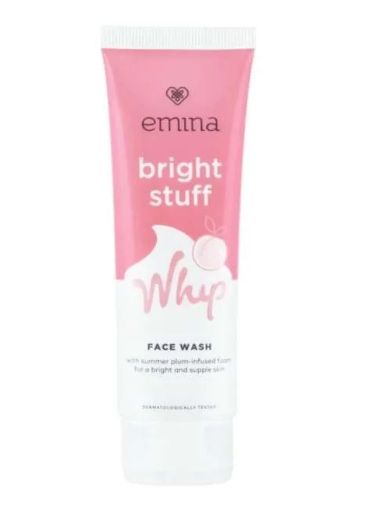 emina
bright
stuff
Whip
FACE WASH
with summer plum-infused foam
for a bright and supple skin
DERMATOLOGICALLY TESTED